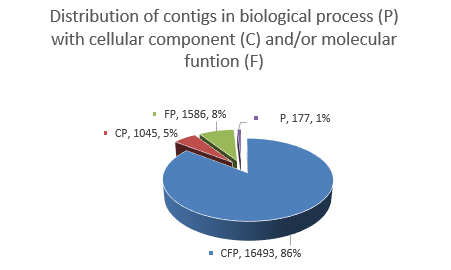 Distribution of contigs in biological process (P)
with cellular component (C) and/or molecular
funtion (F)
FP, 1586, 8%
P, 177, 1%
CP, 1045, 5%
CFP, 16493, 86%